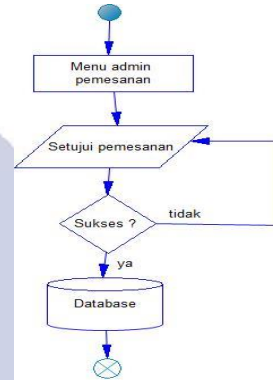 Menu admin
pemesanan
Setujui pemesanan
Sukses ?
tidak
ya
Database